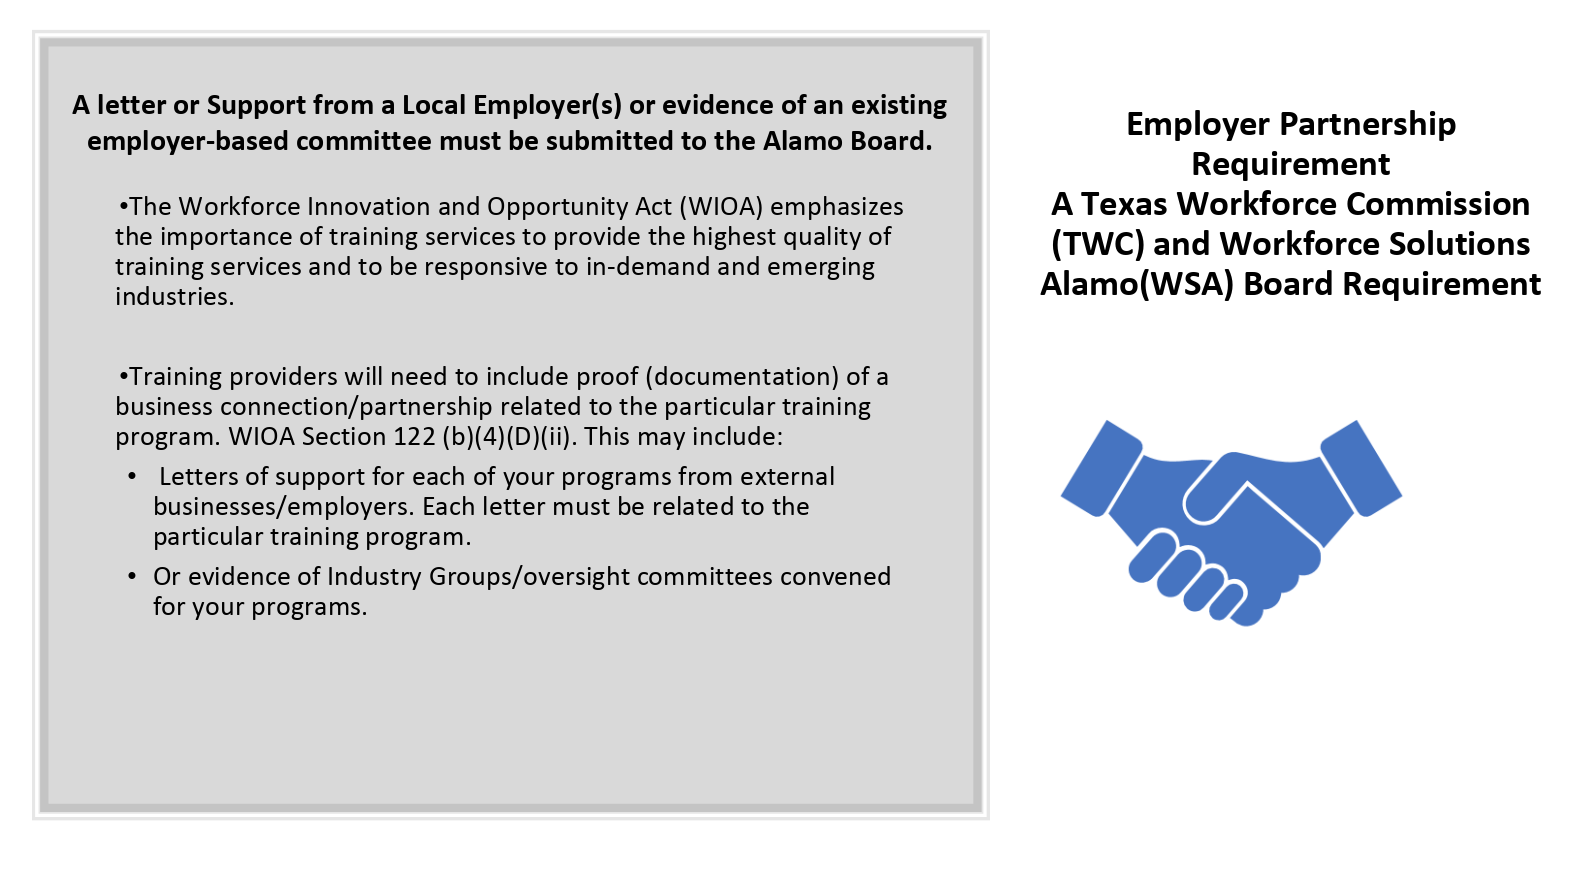 A letter or Support from a Local Employer(s) or evidence of an existing
employer-based committee must be submitted to the Alamo Board.
•The Workforce Innovation and Opportunity Act (WIOA) emphasizes
the importance of training services to provide the highest quality of
training services and to be responsive to in-demand and emerging
industries.
•Training providers will need to include proof (documentation) of a
business connection/partnership related to the particular training
program. WIOA Section 122 (b)(4)(D)(ii). This may include:
• Letters of support for each of your programs from external
businesses/employers. Each letter must be related to the
particular training program.
• Or evidence of Industry Groups/oversight committees convened
for your programs.
Employer Partnership
Requirement
A Texas Workforce Commission
(TWC) and Workforce Solutions
Alamo(WSA) Board Requirement